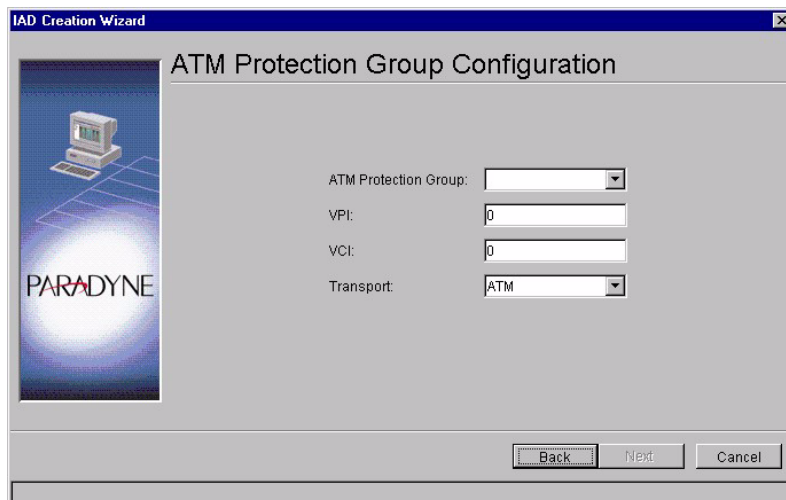 IAD Creation Wizard
ATM Protection Group Configuration
ATM Protection Group:
VPI: 0
VCI: 0
PARADYNE
Transport: ATM
Back Next Cancel